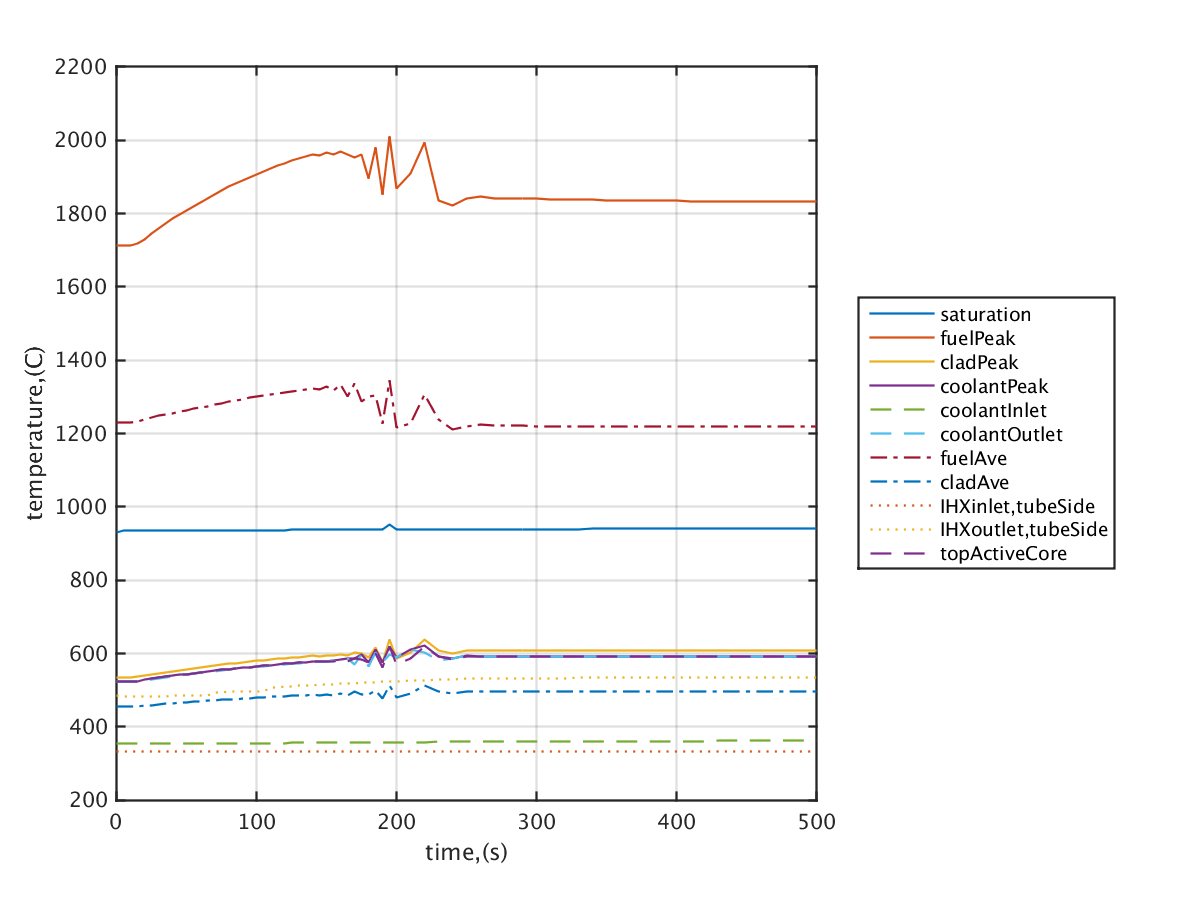 2200
2000
1800
1600
1400
1200
1000
800
600
400
200
0
100
200
300
400
500
temperature,(C)
time,(s)
saturation
fuelPeak
cladPeak
coolantPeak
coolantInlet
coolantOutlet
fuelAve
cladAve
IHXinlet,tubeSide
IHXoutlet,tubeSide
topActiveCore